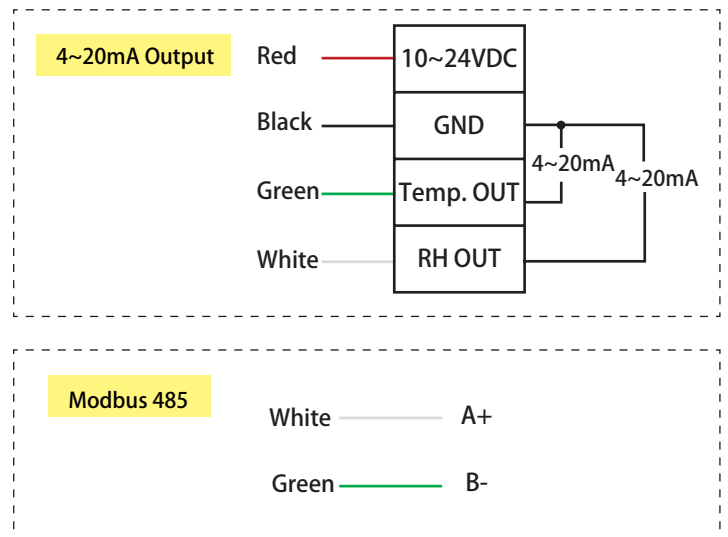 4~20mA Output
Red
10~24VDC
Black
GND
4~20mA
4~20mA
Green
Temp. OUT
White
RH OUT
Modbus 485
White
A+
Green
B-